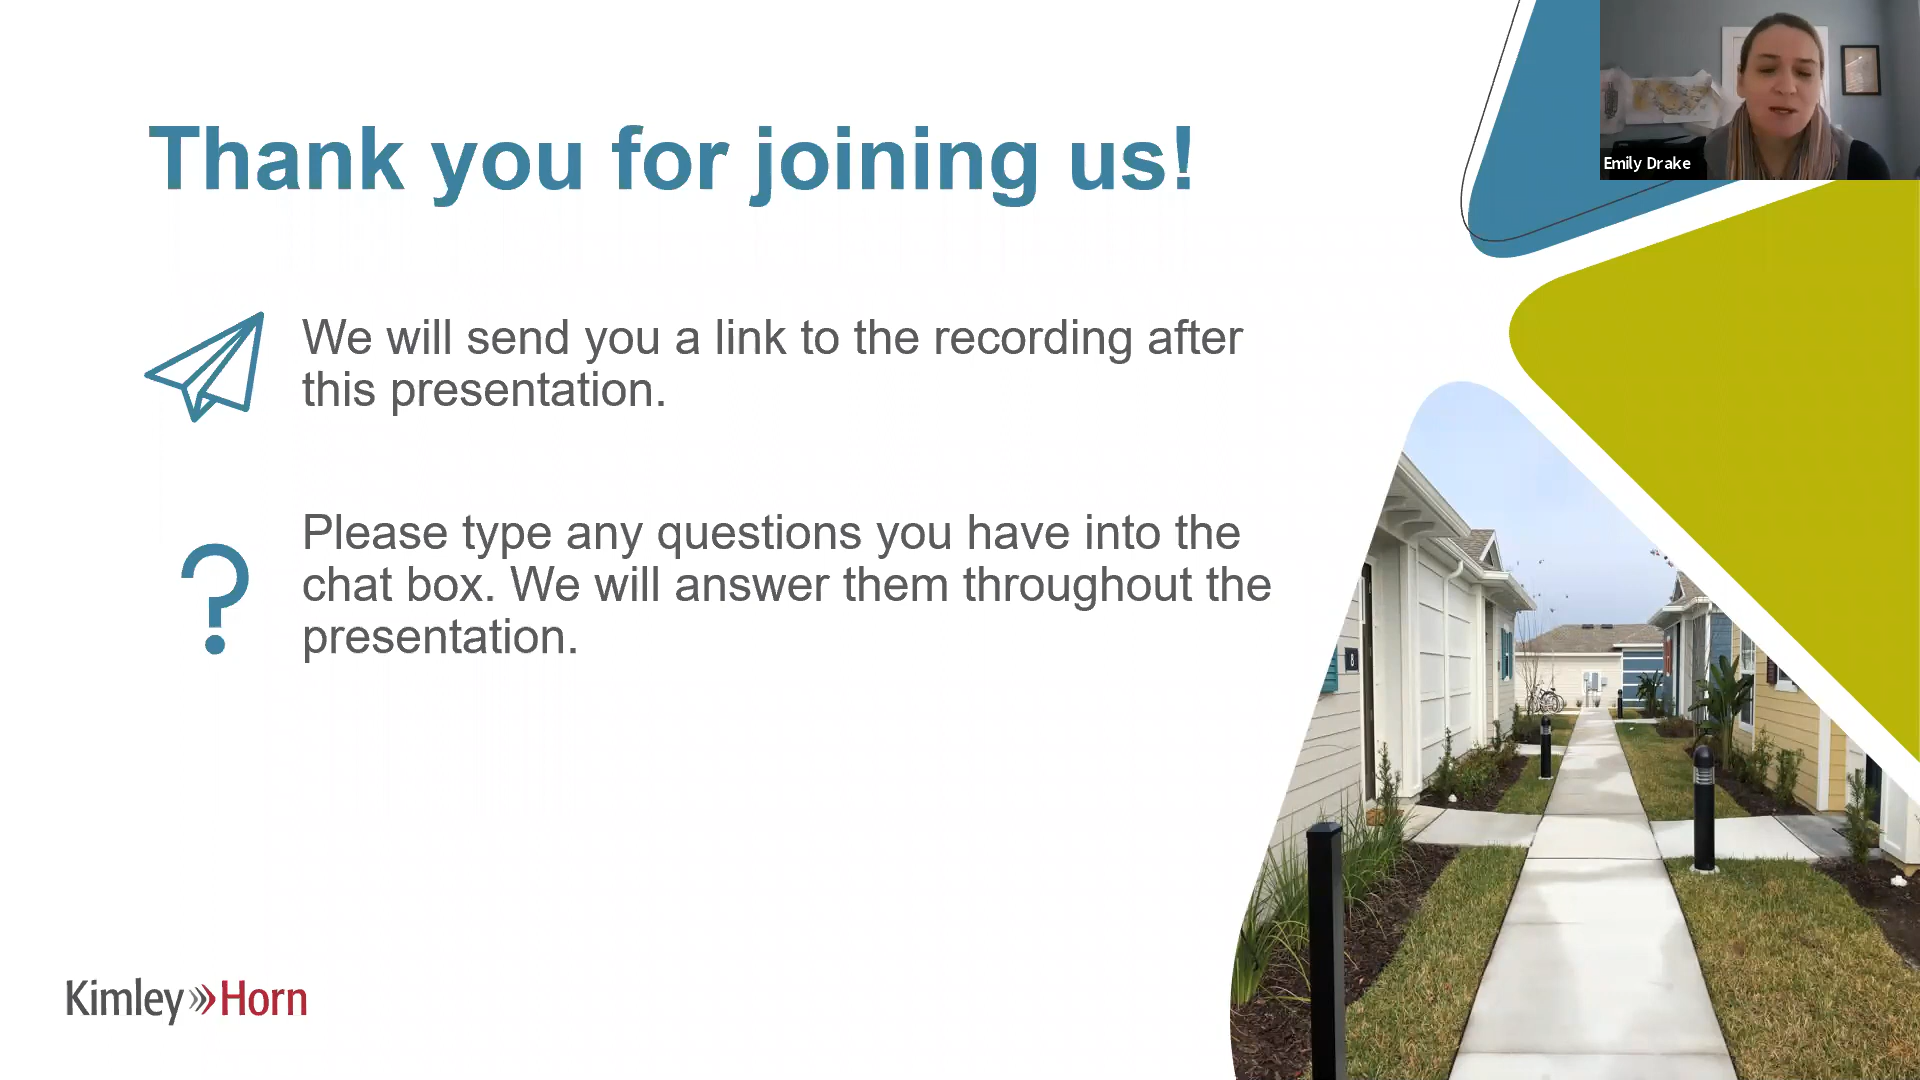 Thank you for joining us!
Emily Drake
We will send you a link to the recording after
this presentation.
Please type any questions you have into the
chat box. We will answer them throughout the
presentation.
8
Kimley»Horn